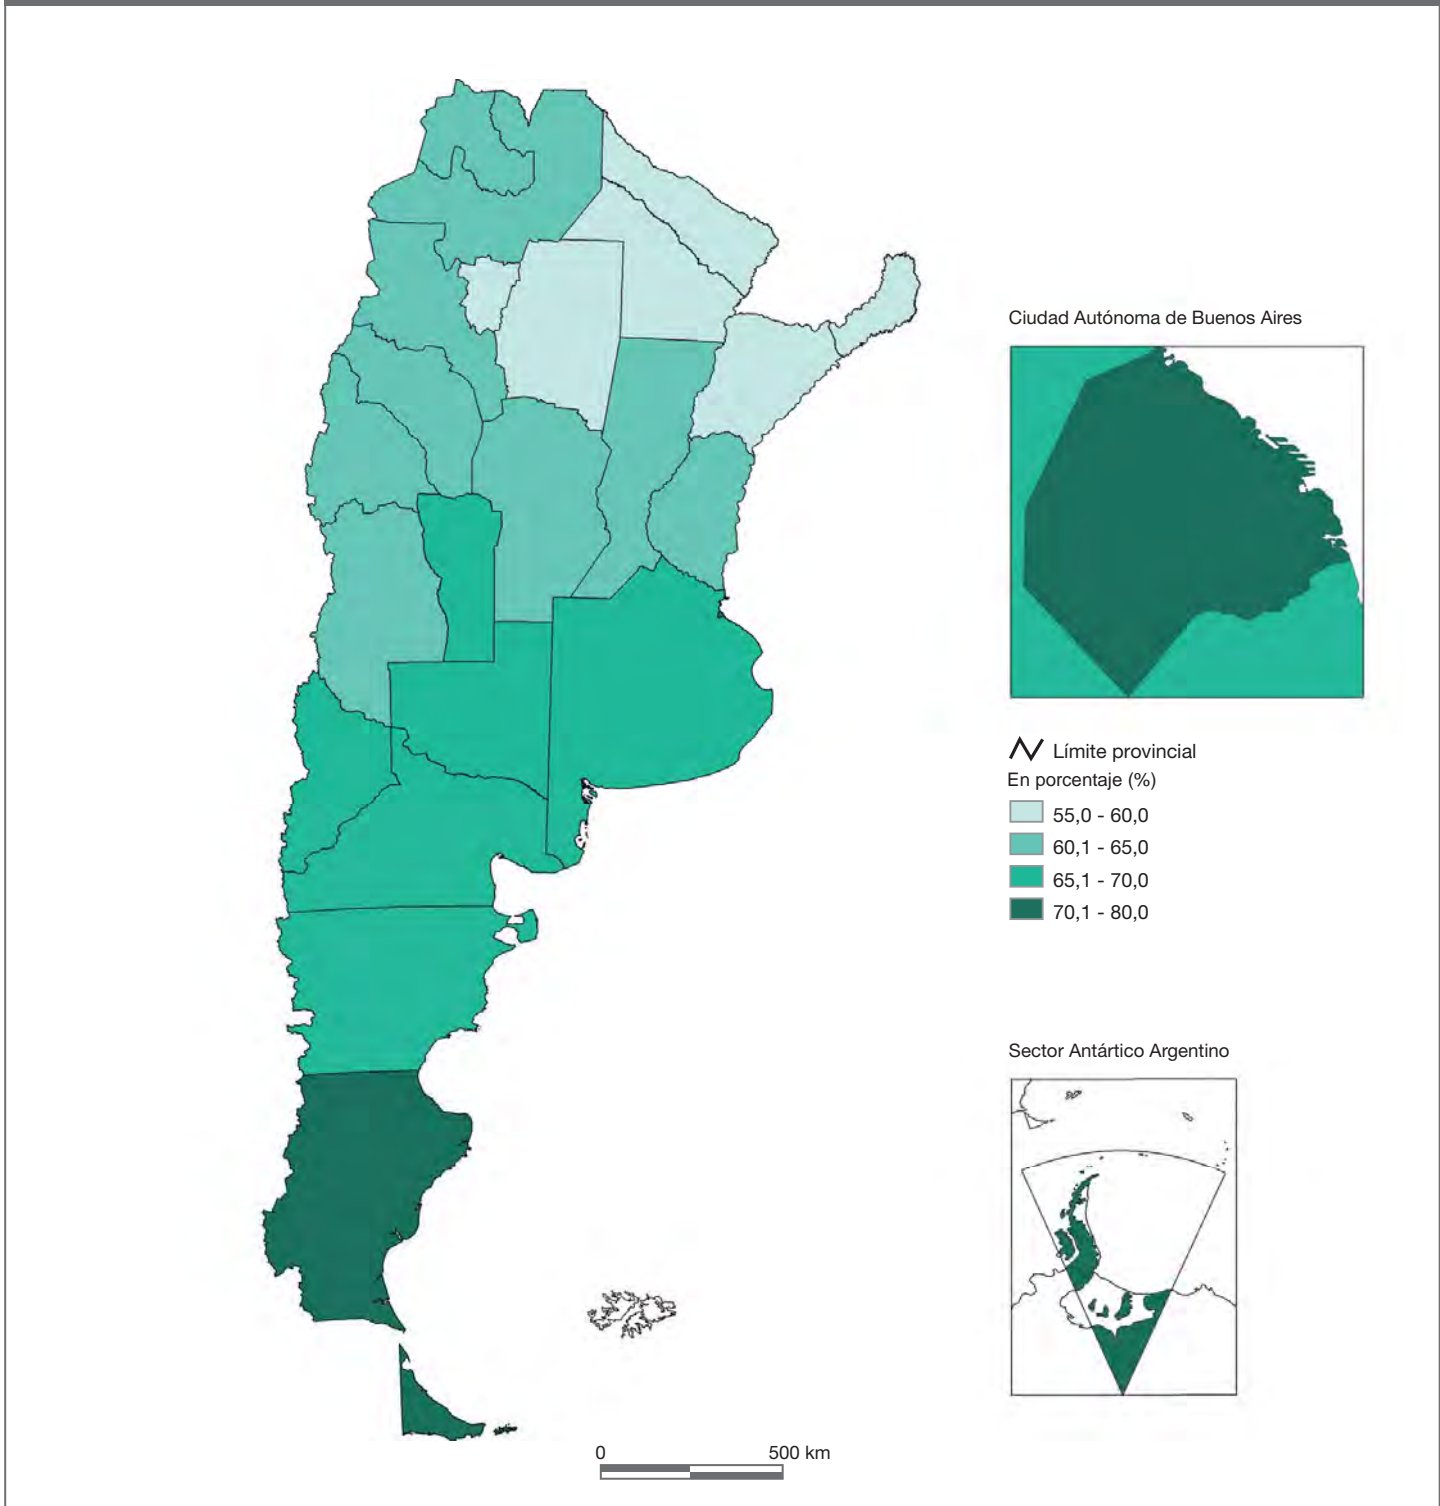 Ciudad Autónoma de Buenos Aires
Límite provincial
En porcentaje (%)
55,0 - 60,0
60,1 - 65,0
65,1 - 70,0
70,1 - 80,0
Sector Antártico Argentino
0 500 km